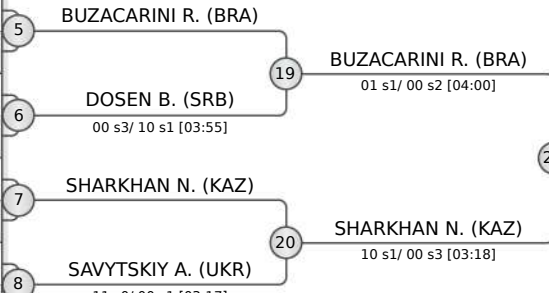 BUZACARINI R. (BRA)
5
19
BUZACARINI R. (BRA)
01 s1/ 00 s2 [04:00]
DOSEN B. (SRB)
6
00 s3/ 10 s1 [03:55]
SHARKHAN N. (KAZ)
7
20
SHARKHAN N. (KAZ)
10 s1/ 00 s3 [03:18]
SAVYTSKIY A. (UKR)
8